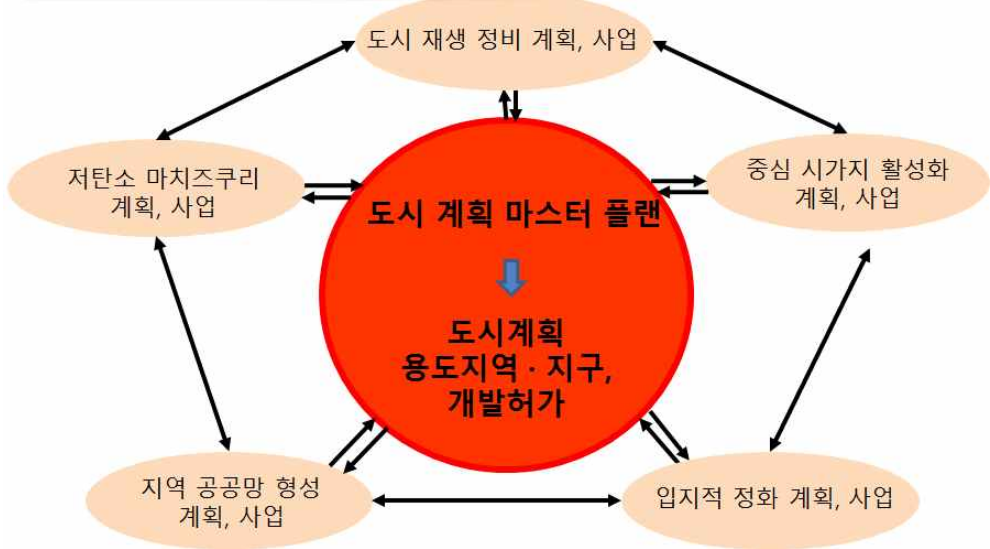 도시 재생 정비 계획, 사업
저탄소 마치즈쿠리
계획, 사업
중심 시가지 활성화
계획, 사업
도시 계획 마스터 플랜
도시계획
용도지역 · 지구,
개발허가
지역 공공망 형성
계획, 사업
입지적 정화 계획, 사업